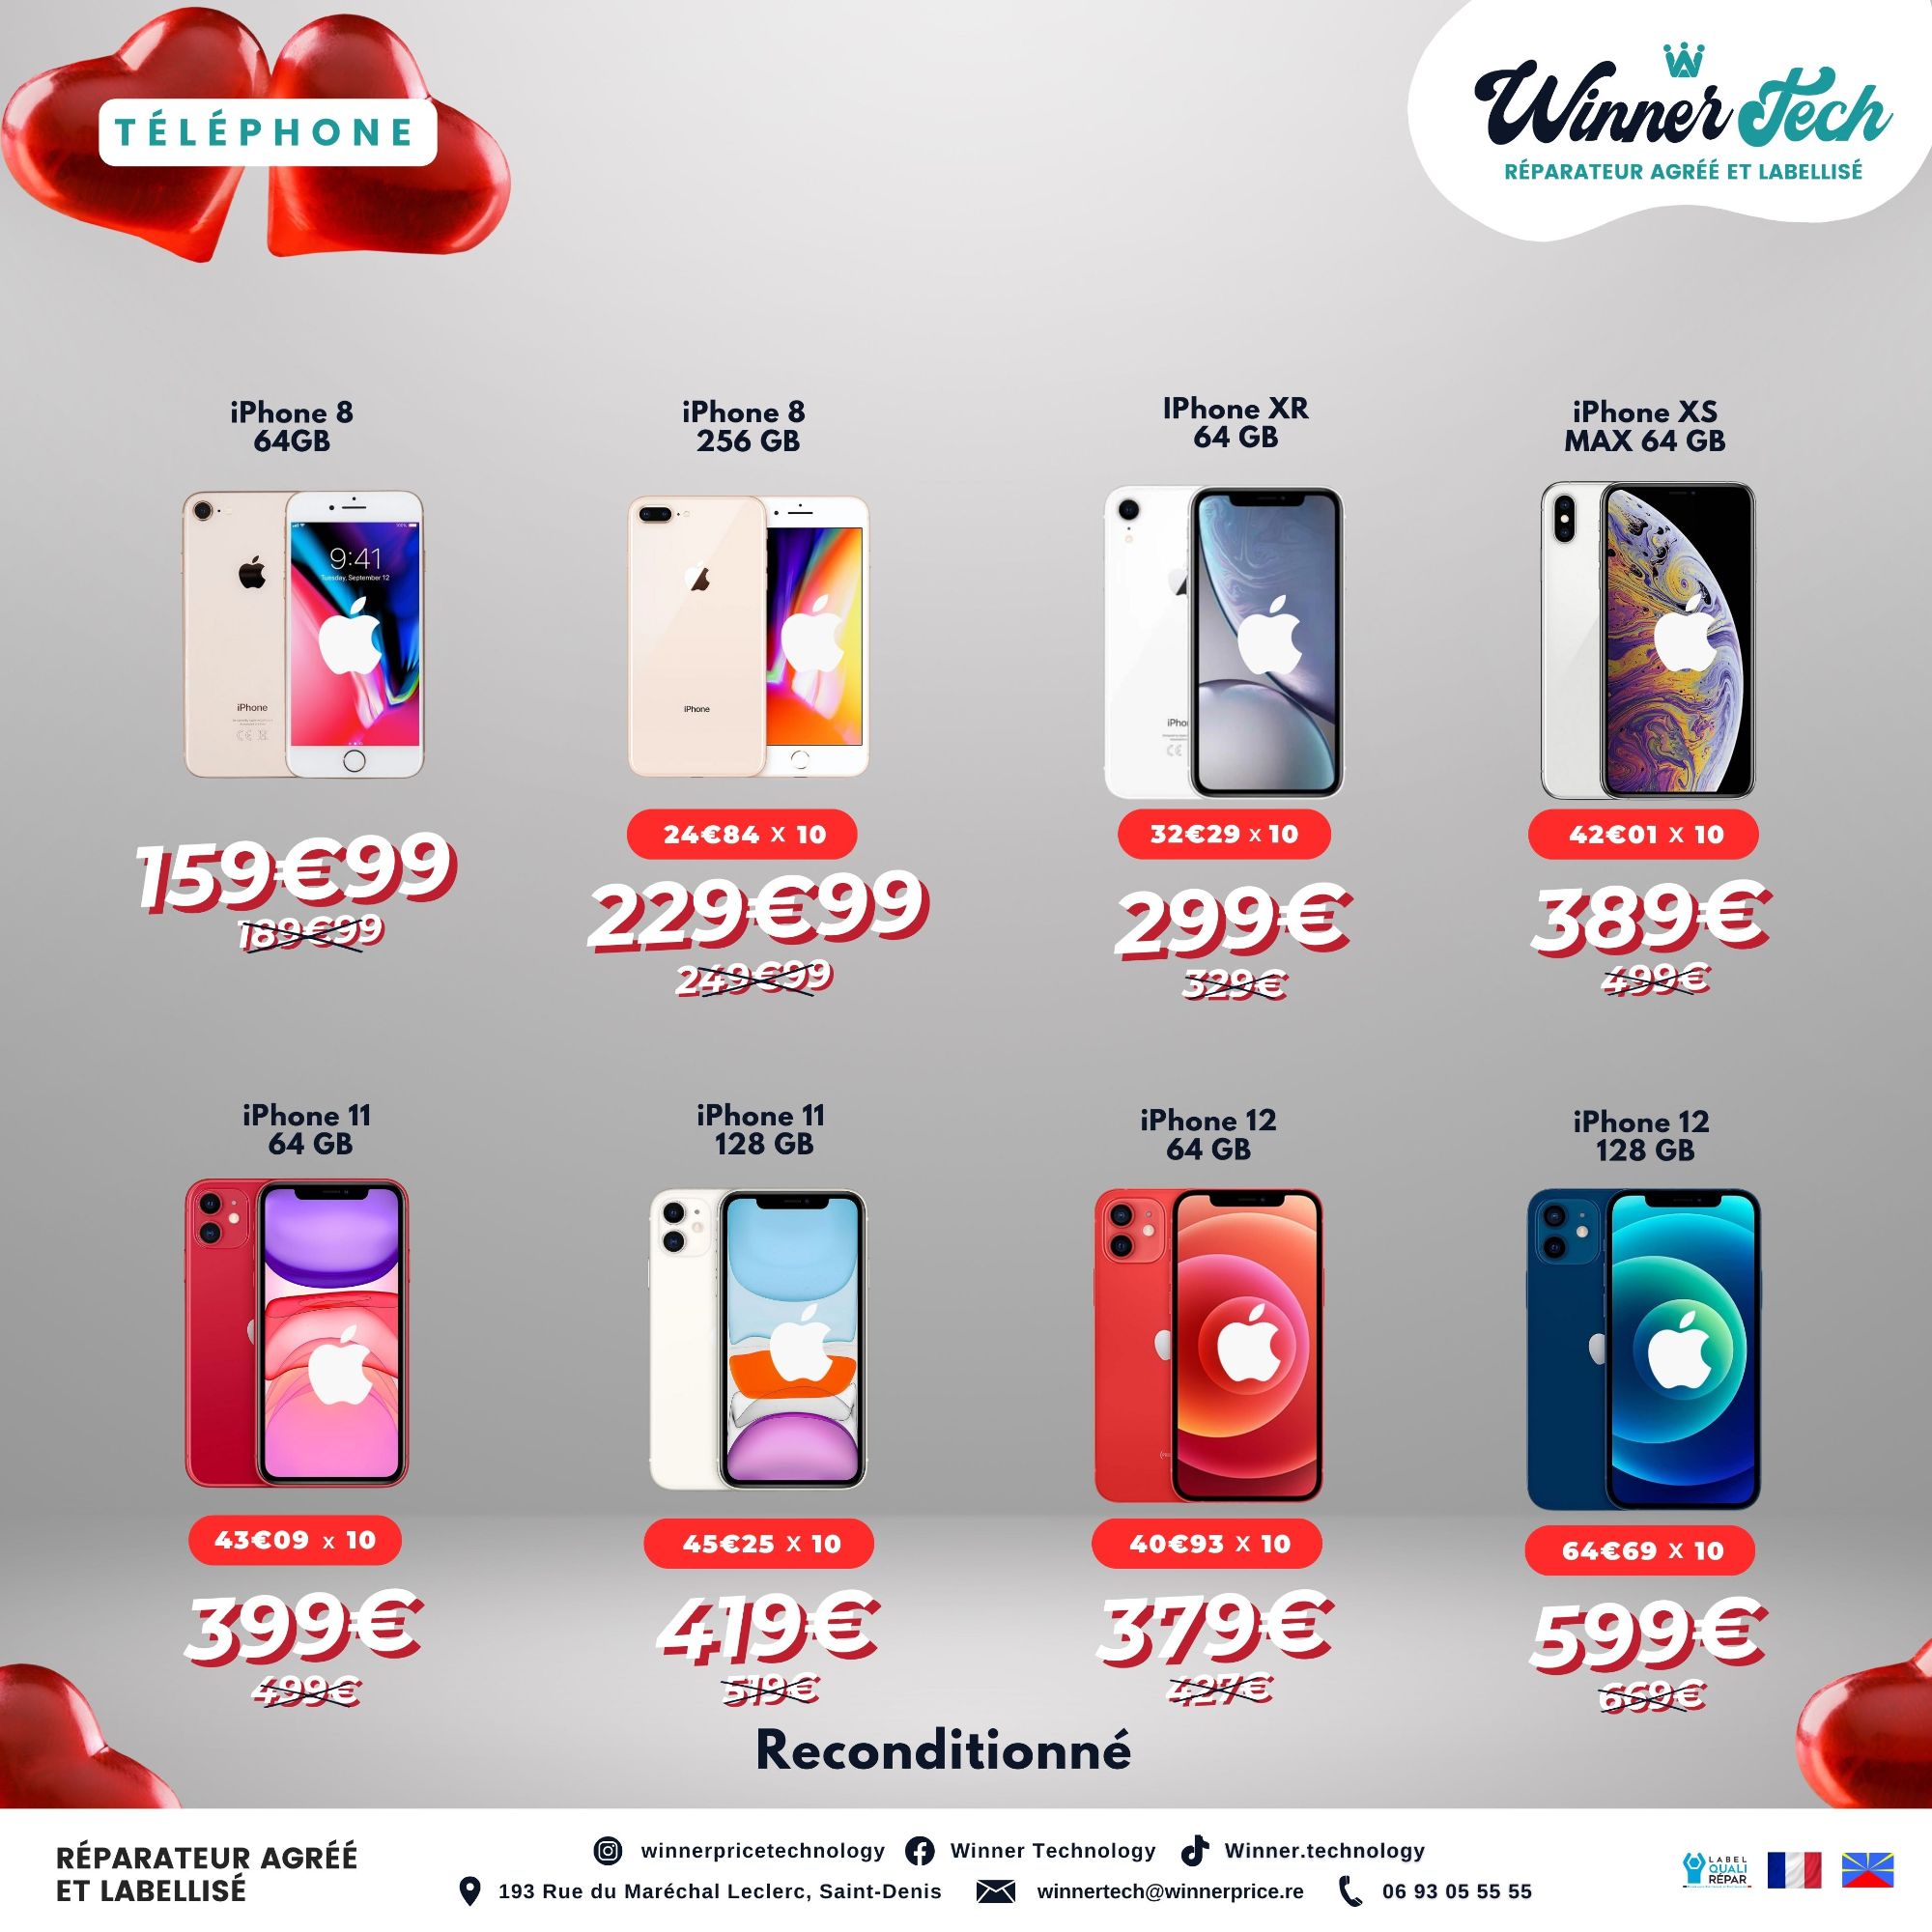 TÉLÉPHONE
Winner Tech
RÉPARATEUR AGRÉÉ ET LABELLISÉ
iPhone 8
64GB
iPhone 8
256 GB
IPhone XR
64 GB
iPhone XS
MAX 64 GB
9:41
Tuesday, September 12
iPhone
iPhone
iPho
24€84 x 10
32€29 x 10
42€01 x 10
159€99
189€99
229€99
249€99
299€
329€
389€
499€
iPhone 11
64 GB
iPhone 11
128 GB
iPhone 12
64 GB
iPhone 12
128 GB
43€09 x 10
45€25 x 10
40€93 x 10
64€69 x 10
399€
499€
419€
519€
379€
427€
599€
669€
Reconditionné
RÉPARATEUR AGRÉÉ
ET LABELLISÉ
winnerpricetechnology
Winner Technology
Winner.technology
193 Rue du Maréchal Leclerc, Saint-Denis
winnertech@winnerprice.re
06 93 05 55 55
LABEL
QUALI
RÉPAR